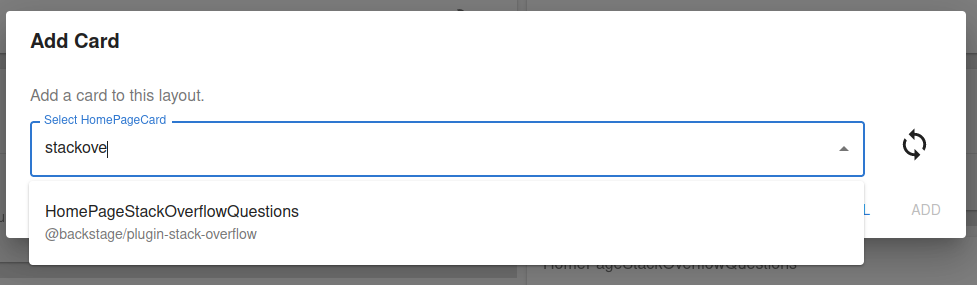 Add Card
Add a card to this layout.
Select HomePageCard
stackove
HomePageStackOverflowQuestions
@backstage/plugin-stack-overflow
ADD
HomePageStackOverflowQuestions